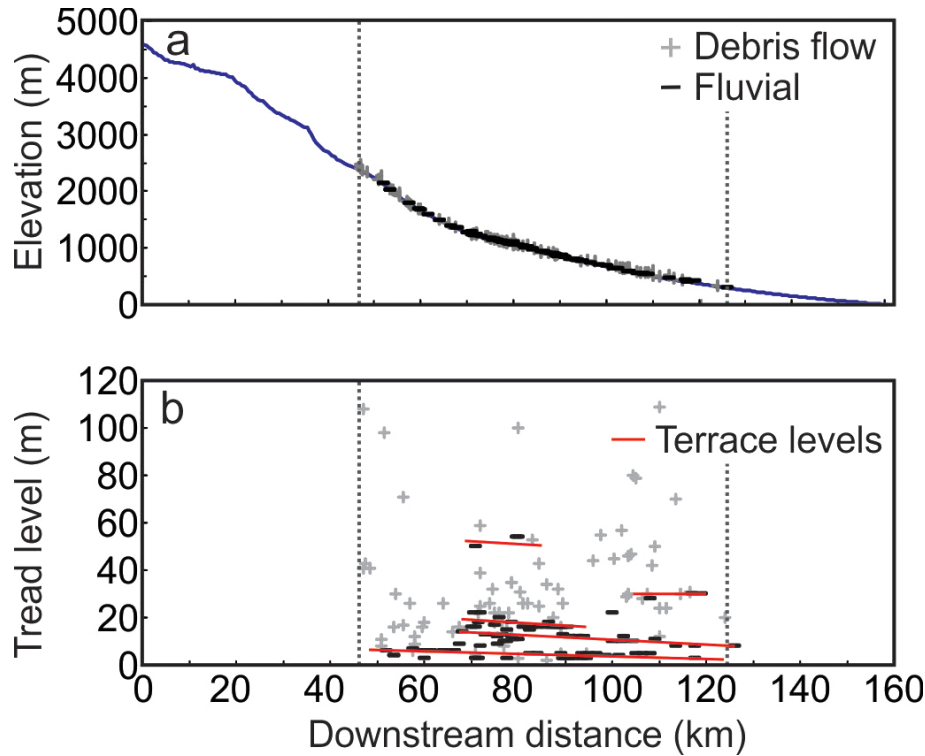 5000
4000
3000
2000
1000
0
Elevation (m)
a
Debris flow
Fluvial
120
100
80
60
40
20
0
Tread level (m)
b
Terrace levels
0 20 40 60 80 100 120 140 160
Downstream distance (km)